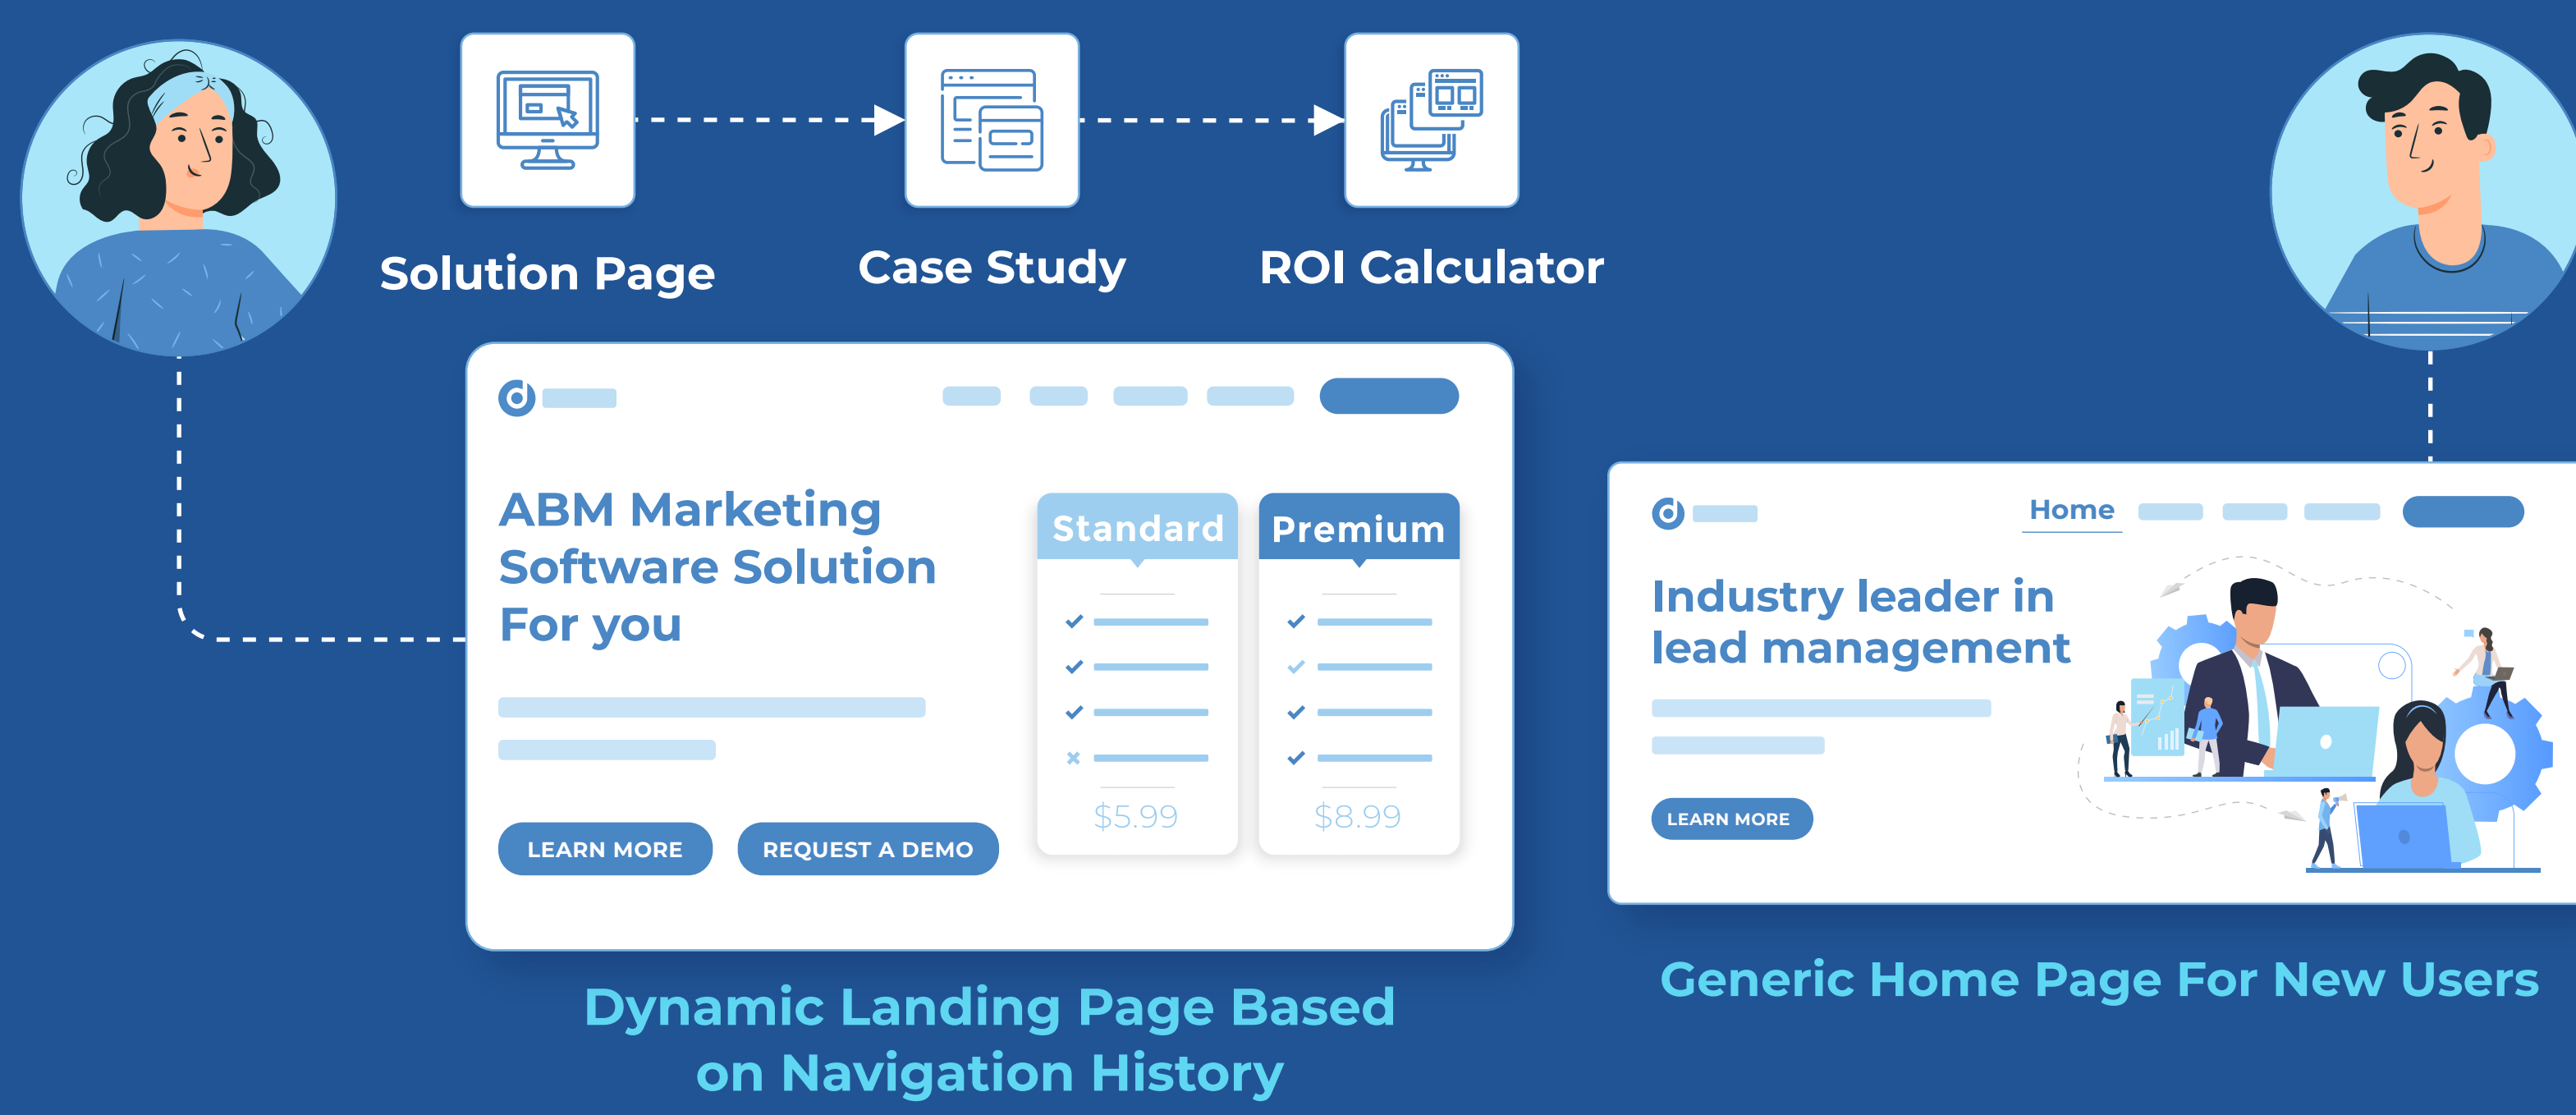 Solution Page
Case Study
ROI Calculator
ABM Marketing
Software Solution
For you
LEARN MORE
REQUEST A DEMO
Standard
$5.99
Premium
$8.99
Dynamic Landing Page Based
on Navigation History
Home
Industry leader in
lead management
LEARN MORE
Generic Home Page For New Users